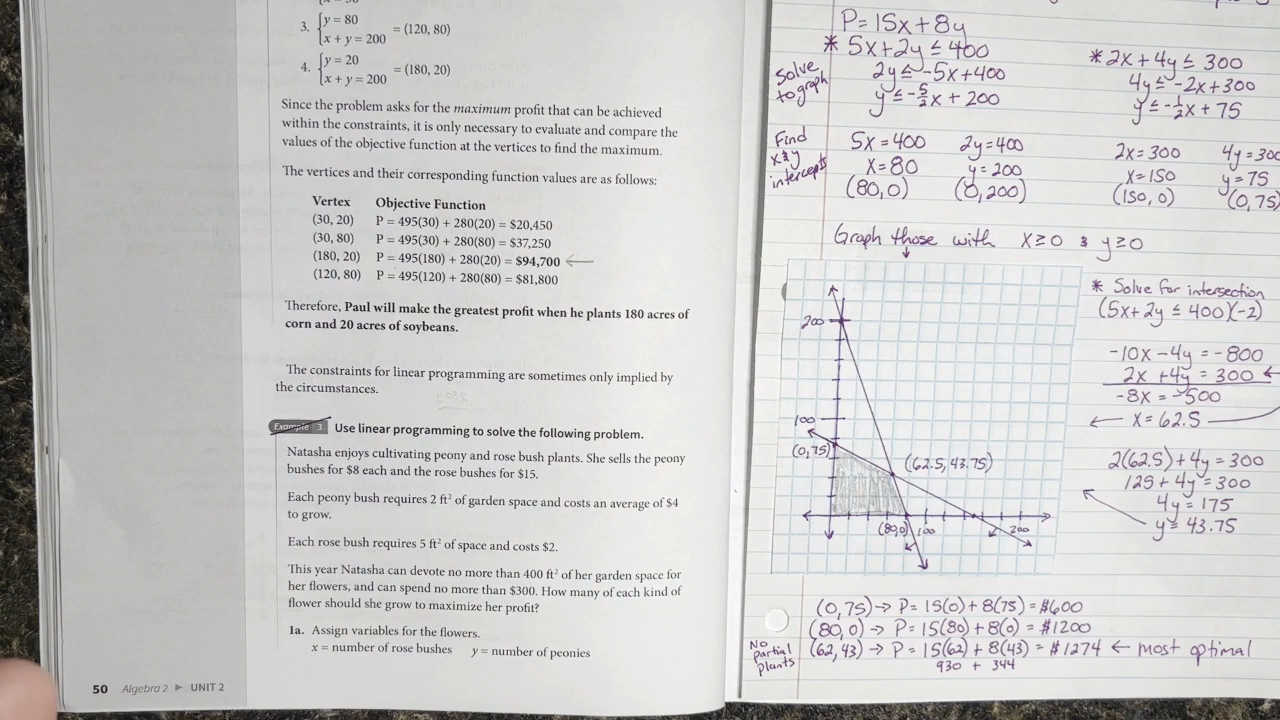 3. {y = 80
x + y = 200 = (120, 80)
4. {y = 20
x + y = 200 = (180, 20)
Since the problem asks for the maximum profit that can be achieved
within the constraints, it is only necessary to evaluate and compare the
values of the objective function at the vertices to find the maximum.
The vertices and their corresponding function values are as follows:
Vertex Objective Function
(30, 20) P = 495(30) + 280(20) = $20,450
(30, 80) P = 495(30) + 280(80) = $37,250
(180, 20) P = 495(180) + 280(20) = $94,700 ←
(120, 80) P = 495(120) + 280(80) = $81,800
Therefore, Paul will make the greatest profit when he plants 180 acres of
corn and 20 acres of soybeans.
The constraints for linear programming are sometimes only implied by
the circumstances.
Example 3 Use linear programming to solve the following problem.
Natasha enjoys cultivating peony and rose bush plants. She sells the peony
bushes for $8 each and the rose bushes for $15.
Each peony bush requires 2 ft² of garden space and costs an average of $4
to grow.
Each rose bush requires 5 ft² of space and costs $2.
This year Natasha can devote no more than 400 ft² of her garden space for
her flowers, and can spend no more than $300. How many of each kind of
flower should she grow to maximize her profit?
1a. Assign variables for the flowers.
x = number of rose bushes y = number of peonies
50 Algebra 2 ▶ UNIT 2
P = 15x + 8y
* 5x + 2y ≤ 400 * 2x + 4y ≤ 300
Solve to graph
2y ≤ -5x + 400 4y ≤ -2x + 300
y ≤ -5/2x + 200 y ≤ -1/2x + 75
Find x & y intercepts
5x = 400 2y = 400 2x = 300 4y = 300
x = 80 y = 200 x = 150 y = 75
(80, 0) (0, 200) (150, 0) (0, 75)
Graph those with x ≥ 0 & y ≥ 0
↓
* Solve for intersection
(5x + 2y ≤ 400)(-2)
-10x - 4y = -800
2x + 4y = 300 ←
-8x = -500
← x = 62.5
2(62.5) + 4y = 300
125 + 4y = 300
4y = 175
y = 43.75
200
100
(0, 75)
(62.5, 43.75)
(80,0) 100 200
(0, 75) → P = 15(0) + 8(75) = $600
(80, 0) → P = 15(80) + 8(0) = $1200
No partial plants
(62, 43) → P = 15(62) + 8(43) = $1274 ← most optimal
930 + 344